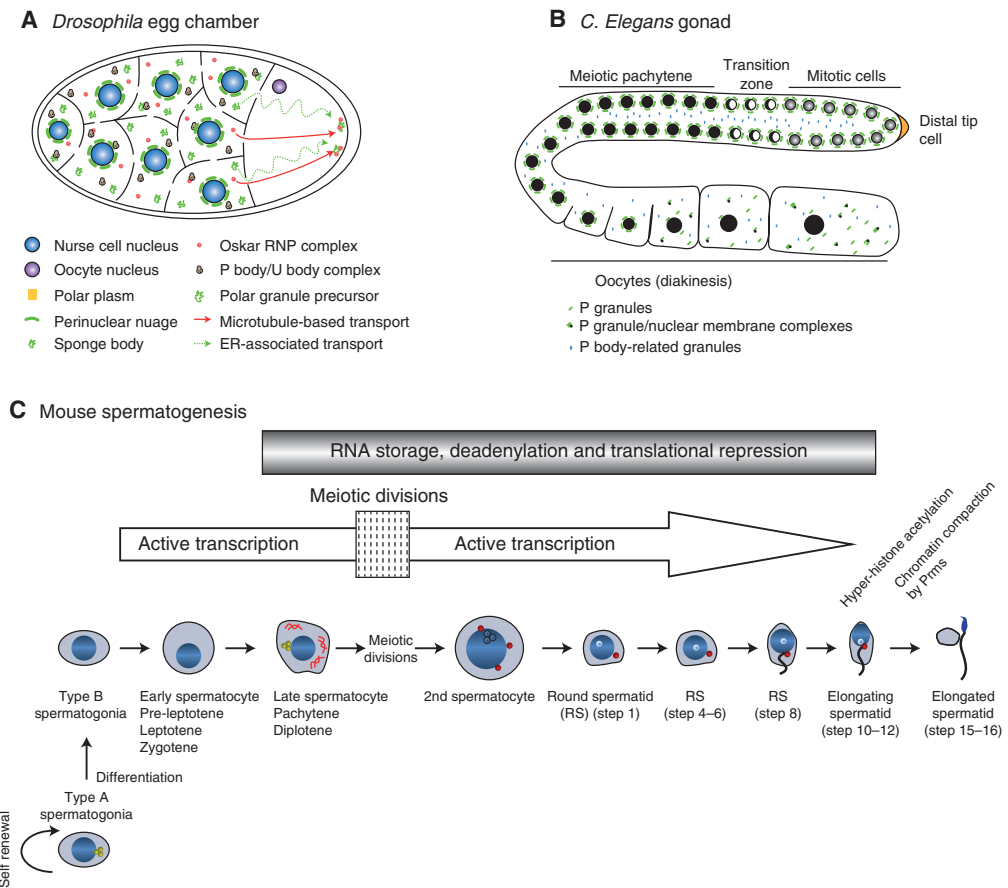 A Drosophila egg chamber
Nurse cell nucleus
Oocyte nucleus
Polar plasm
Perinuclear nuage
Sponge body
Oskar RNP complex
P body/U body complex
Polar granule precursor
Microtubule-based transport
ER-associated transport
B C. Elegans gonad
Meiotic pachytene
Transition
zone
Mitotic cells
Distal tip
cell
Oocytes (diakinesis)
P granules
P granule/nuclear membrane complexes
P body-related granules
C Mouse spermatogenesis
RNA storage, deadenylation and translational repression
Meiotic divisions
Active transcription
Active transcription
Hyper-histone acetylation
Chromatin compaction
by Prms
Meiotic
divisions
Type B
spermatogonia
Early spermatocyte
Pre-leptotene
Leptotene
Zygotene
Late spermatocyte
Pachytene
Diplotene
2nd spermatocyte
Round spermatid
(RS) (step 1)
RS
(step 4–6)
RS
(step 8)
Elongating
spermatid
(step 10–12)
Elongated
spermatid
(step 15–16)
Differentiation
Type A
spermatogonia
Self renewal